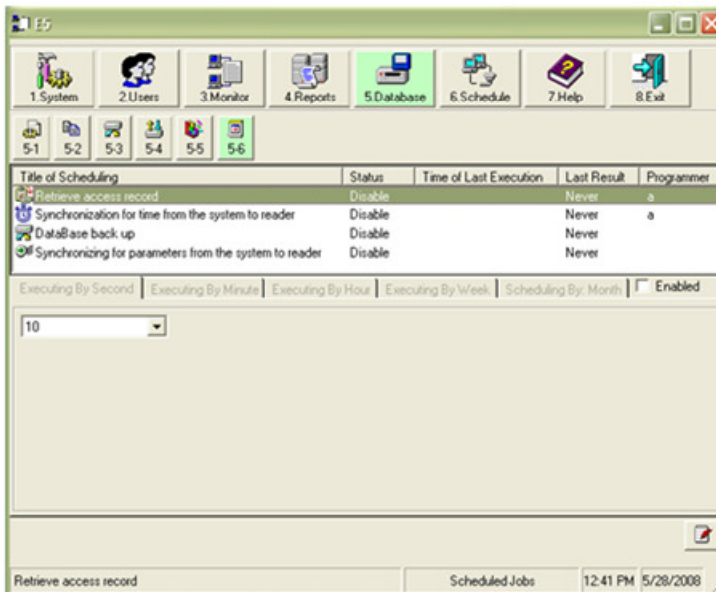 E5
1.System 2.Users 3.Monitor 4.Reports 5.Database 6.Schedule 7.Help 8.Exit
5-1 5-2 5-3 5-4 5-5 5-6
Title of Scheduling Status Time of Last Execution Last Result Programmer
Retrieve access record Disable Never a
Synchronization for time from the system to reader Disable Never a
DataBase back up Disable Never
Synchronizing for parameters from the system to reader Disable Never
Executing By Second Executing By Minute Executing By Hour Executing By Week Scheduling By: Month Enabled
10
Retrieve access record Scheduled Jobs 12:41 PM 5/28/2008